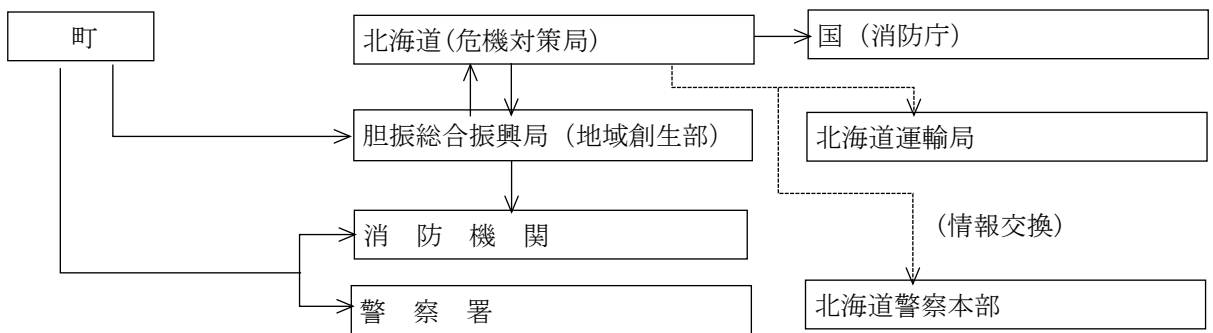 町
北海道(危機対策局)
国（消防庁）
胆振総合振興局（地域創生部）
北海道運輸局
消　防　機　関
（情報交換）
警　察　署
北海道警察本部